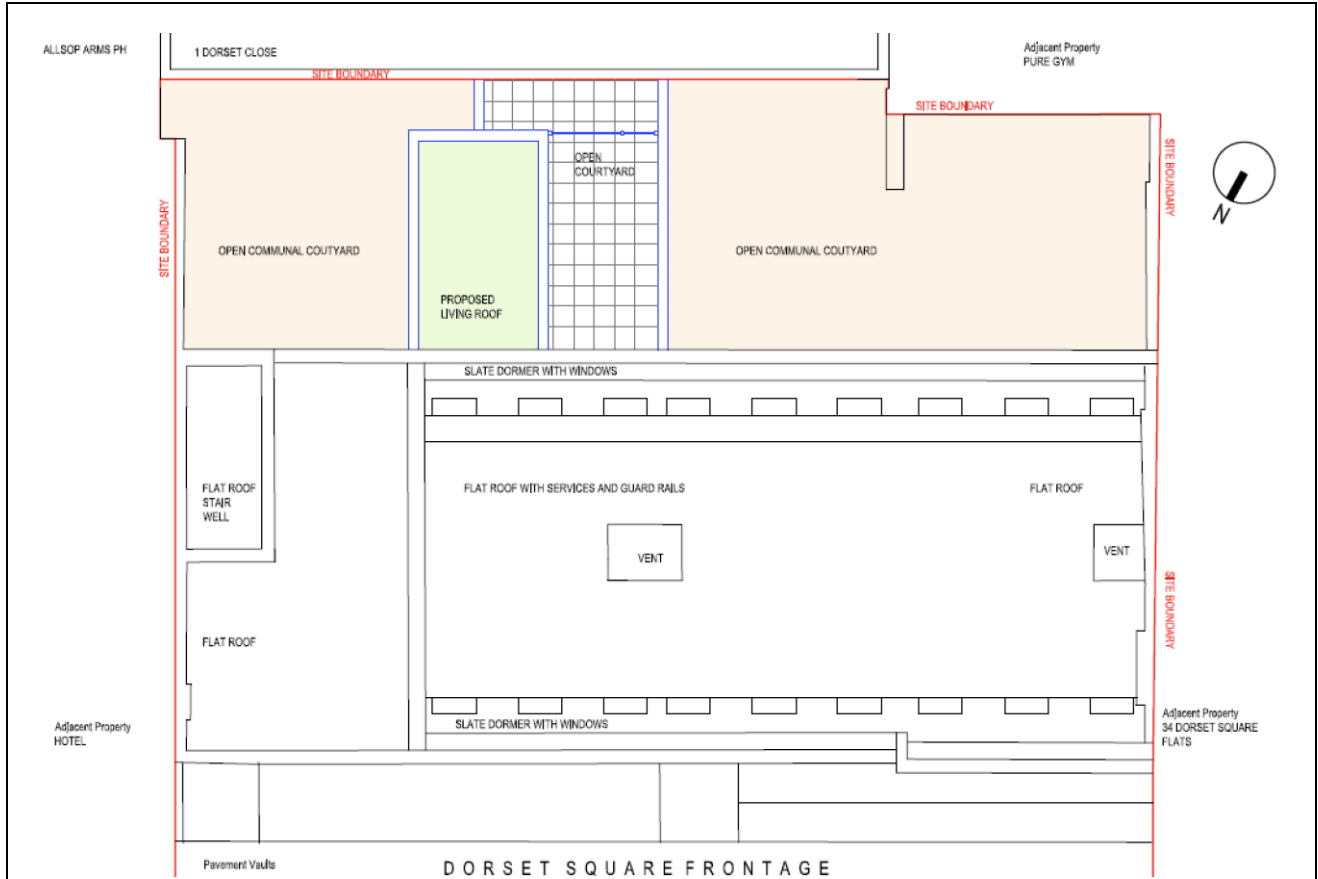 ALLSOP ARMS PH
1 DORSET CLOSE
Adjacent Property
PURE GYM
SITE BOUNDARY
SITE BOUNDARY
OPEN
COURTYARD
SITE BOUNDARY
SITE BOUNDARY
N
OPEN COMMUNAL COUTYARD
OPEN COMMUNAL COUTYARD
PROPOSED
LIVING ROOF
SLATE DORMER WITH WINDOWS
FLAT ROOF
STAIR
WELL
FLAT ROOF WITH SERVICES AND GUARD RAILS
FLAT ROOF
VENT
VENT
SITE BOUNDARY
FLAT ROOF
SLATE DORMER WITH WINDOWS
Adjacent Property
HOTEL
Adjacent Property
34 DORSET SQUARE
FLATS
Pavement Vaults
DORSET SQUARE FRONTAGE